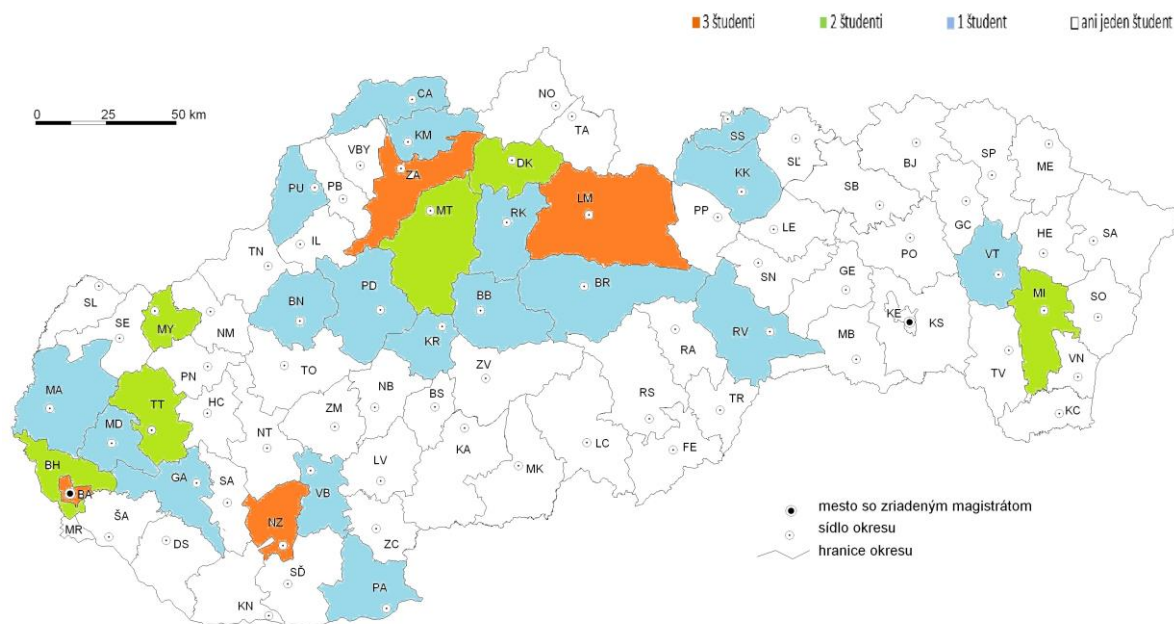 3 študenti 2 študenti 1 študent ani jeden študent
0 25 50 km
CA
NO
KM
TA
SS
VBY
DK
SĽ
BJ
SP
ME
ZA
KK
PU
PB
SB
MT
RK
LM
PP
LE
GC
IL
PO
HE
SA
TN
VT
SN
GE
SL
PD
BR
BN
BB
MI
SO
SE
MY
NM
KR
RV
KE
KS
MB
RA
VN
PN
TO
ZV
TV
MA
TT
HC
NB
BS
RS
TR
KC
MD
ZM
NT
KA
LC
FE
BH
GA
SA
LV
MK
BA
VB
MR
ŠA
NZ
DS
ZC
SĎ
PA
KN
mesto so zriadeným magistrátom
sídlo okresu
hranice okresu